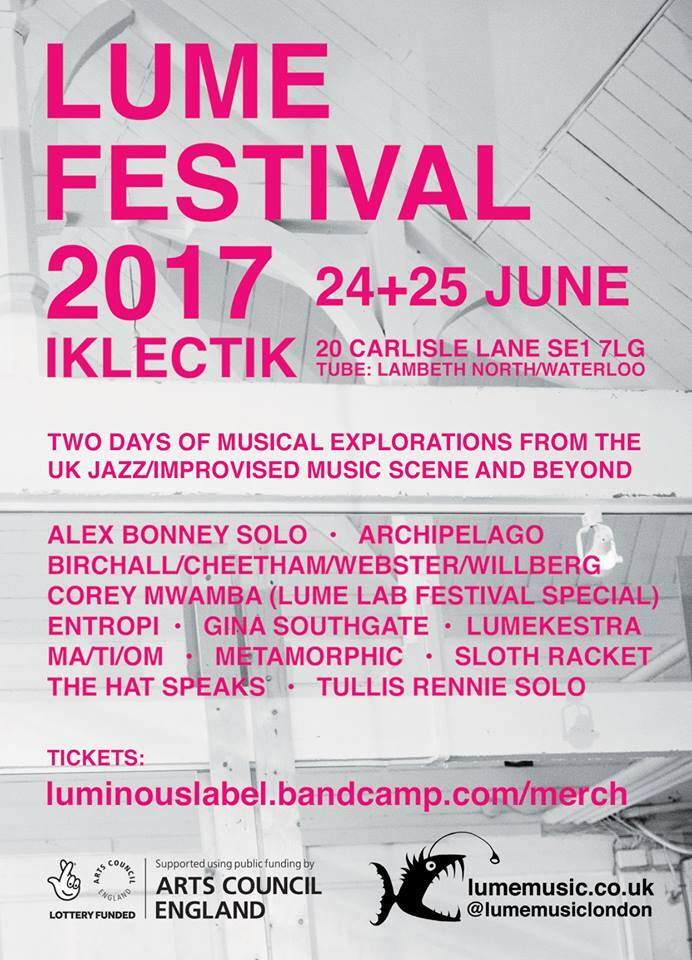 LUME
FESTIVAL
2017
24+25 JUNE
IKLECTIK
20 CARLISLE LANE SE1 7LG
TUBE: LAMBETH NORTH/WATERLOO
TWO DAYS OF MUSICAL EXPLORATIONS FROM THE
UK JAZZ/IMPROVISED MUSIC SCENE AND BEYOND
ALEX BONNEY SOLO • ARCHIPELAGO
BIRCHALL/CHEETHAM/WEBSTER/WILLBERG
COREY MWAMBA (LUME LAB FESTIVAL SPECIAL)
ENTROPI • GINA SOUTHGATE • LUMEKESTRA
MA/TI/OM • METAMORPHIC • SLOTH RACKET
THE HAT SPEAKS • TULLIS RENNIE SOLO
TICKETS:
luminouslabel.bandcamp.com/merch
ARTS COUNCIL
ENGLAND
LOTTERY FUNDED
Supported using public funding by
ARTS COUNCIL
ENGLAND
lumemusic.co.uk
@lumemusiclondon